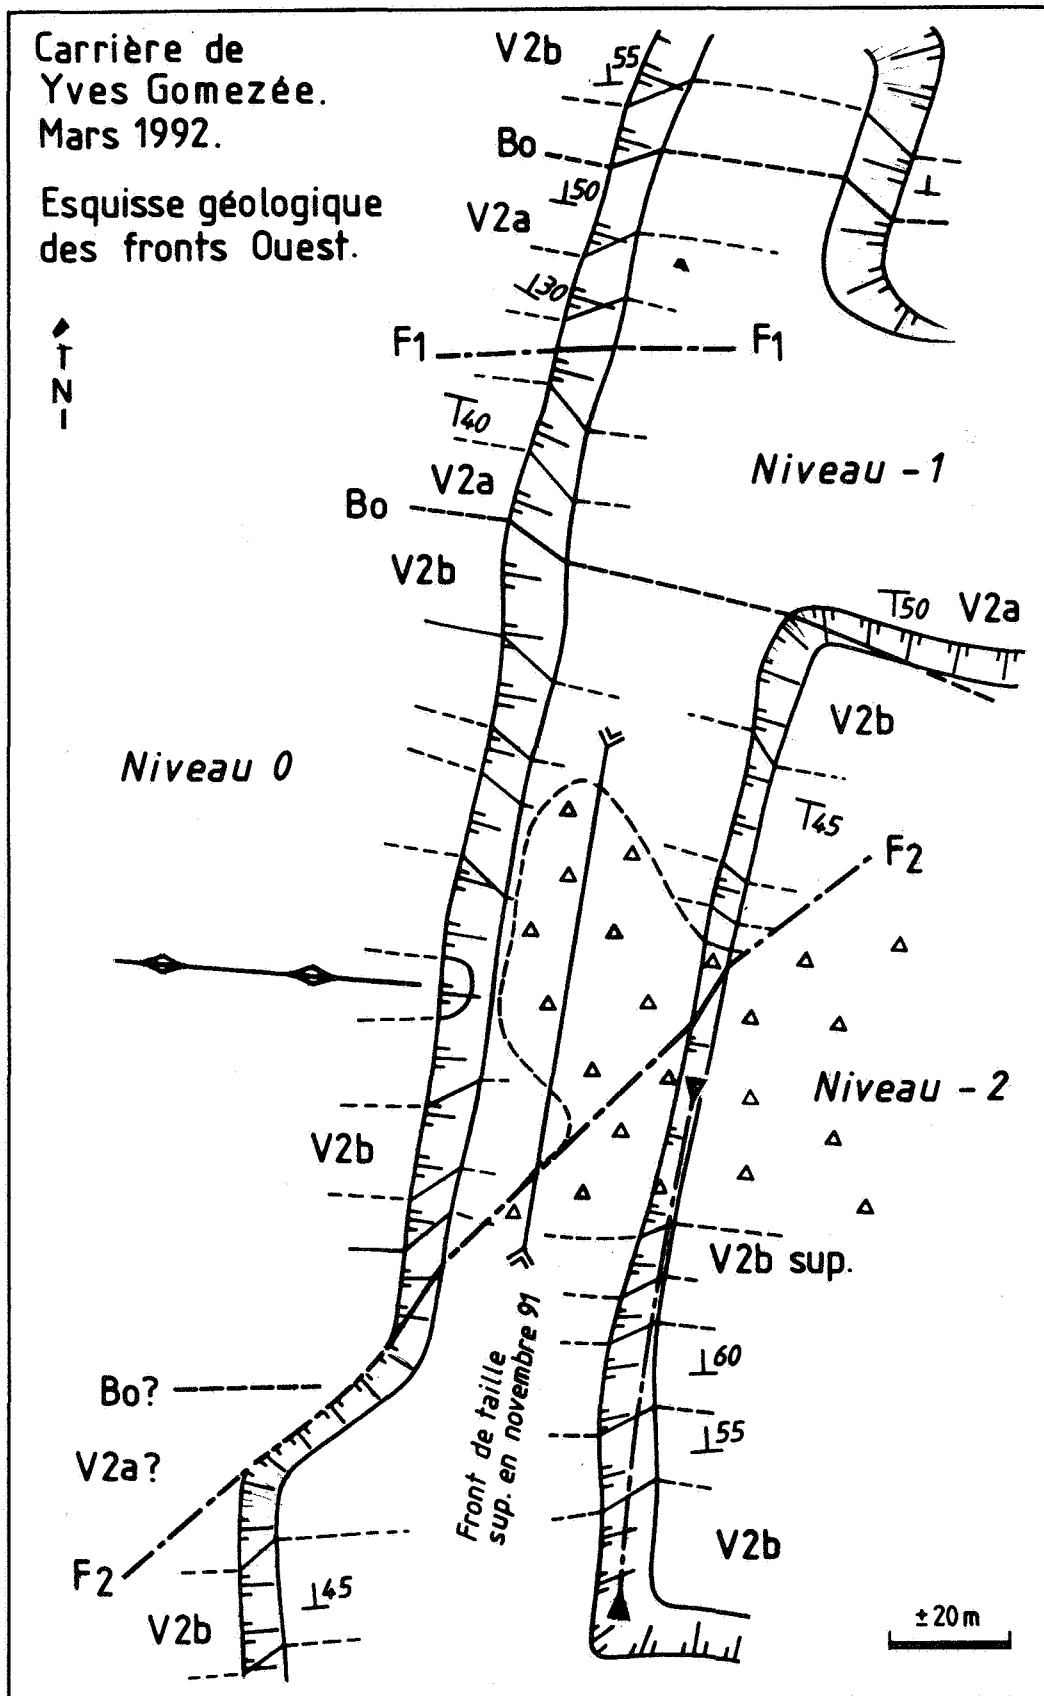 Carrière de
Yves Gomezée.
Mars 1992.
Esquisse géologique
des fronts Ouest.
N
V2b
55
Bo
50
V2a
30
F1
F1
40
V2a
Niveau -1
Bo
V2b
50
V2a
V2b
Niveau 0
45
F2
Niveau -2
V2b
V2b sup.
Front de taille
sup. en novembre 91
60
Bo?
55
V2a?
V2b
F2
45
V2b
±20m